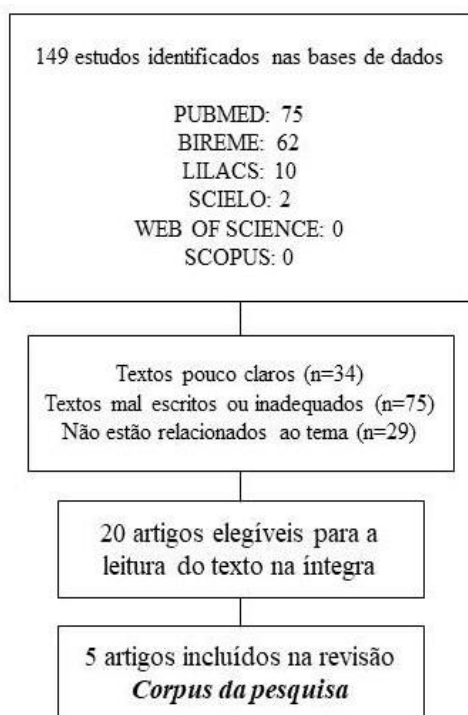 149 estudos identificados nas bases de dados
PUBMED: 75
BIREME: 62
LILACS: 10
SCIELO: 2
WEB OF SCIENCE: 0
SCOPUS: 0
Textos pouco claros (n=34)
Textos mal escritos ou inadequados (n=75)
Não estão relacionados ao tema (n=29)
20 artigos elegíveis para a
leitura do texto na íntegra
5 artigos incluídos na revisão
Corpus da pesquisa